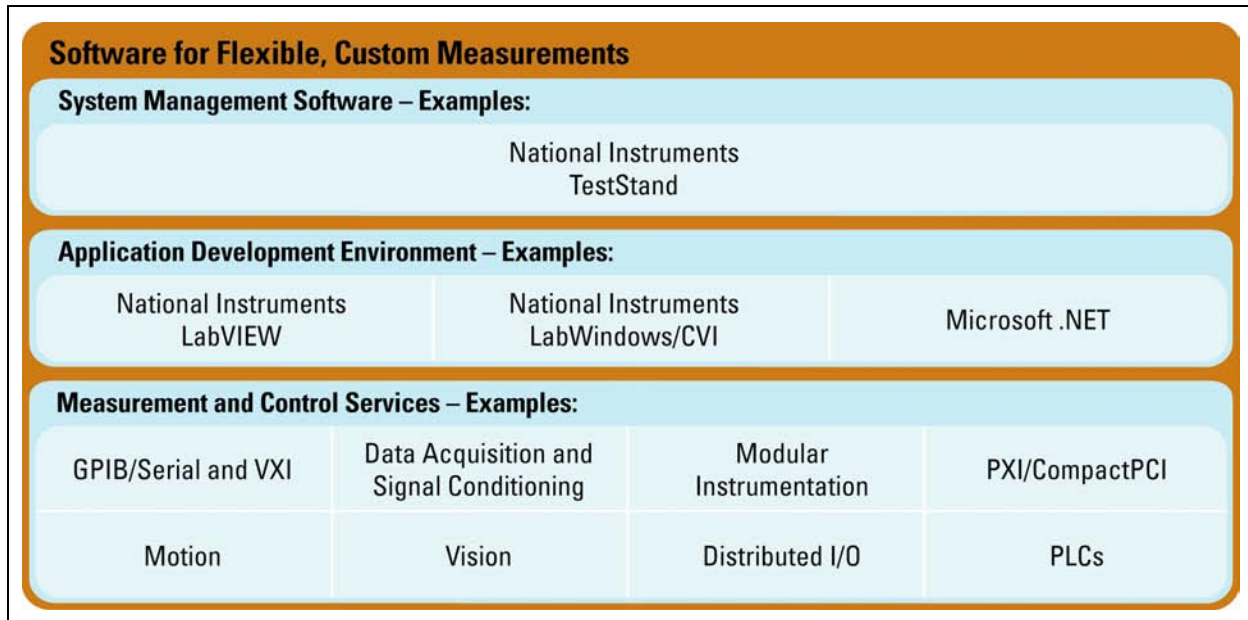 Software for Flexible, Custom Measurements
System Management Software – Examples:
National Instruments
TestStand
Application Development Environment – Examples:
National Instruments
LabVIEW
National Instruments
LabWindows/CVI
Microsoft .NET
Measurement and Control Services – Examples:
GPIB/Serial and VXI
Data Acquisition and
Signal Conditioning
Modular
Instrumentation
PXI/CompactPCI
Motion
Vision
Distributed I/O
PLCs